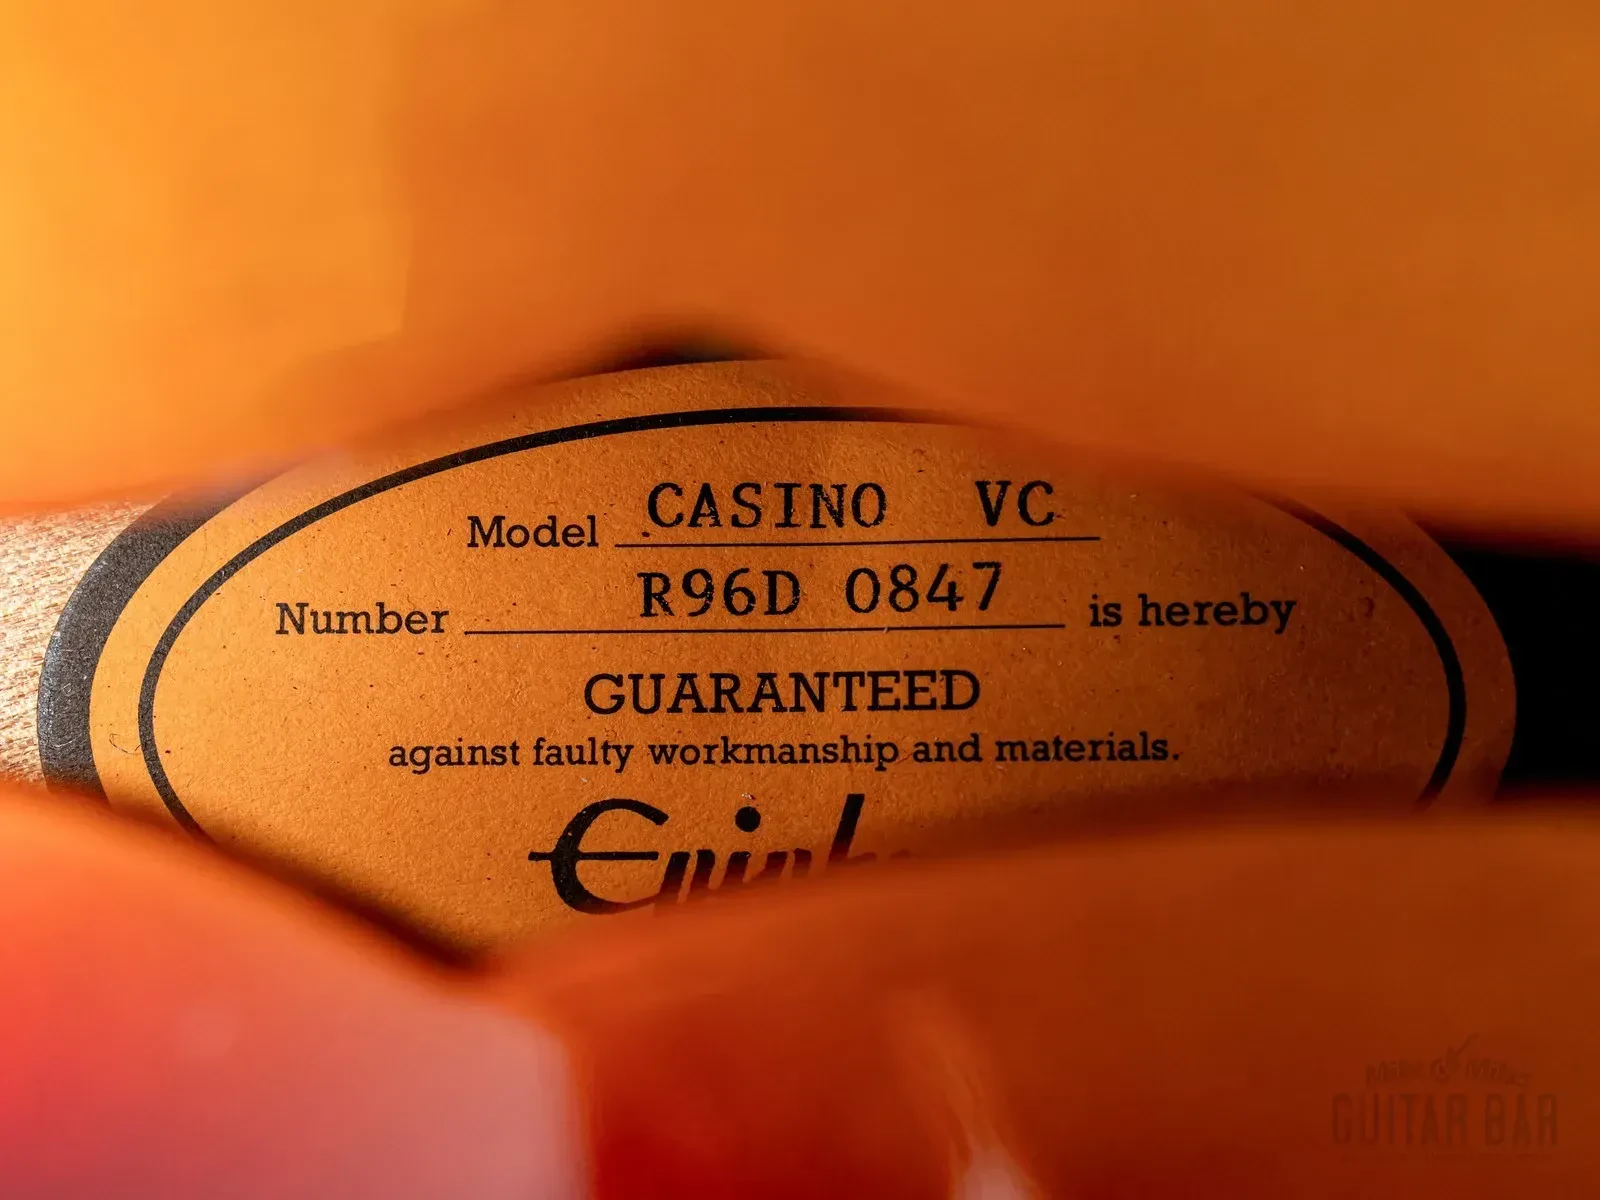 Model CASINO VC
Number R96D 0847 is hereby
GUARANTEED
against faulty workmanship and materials.
GUITAR BAR